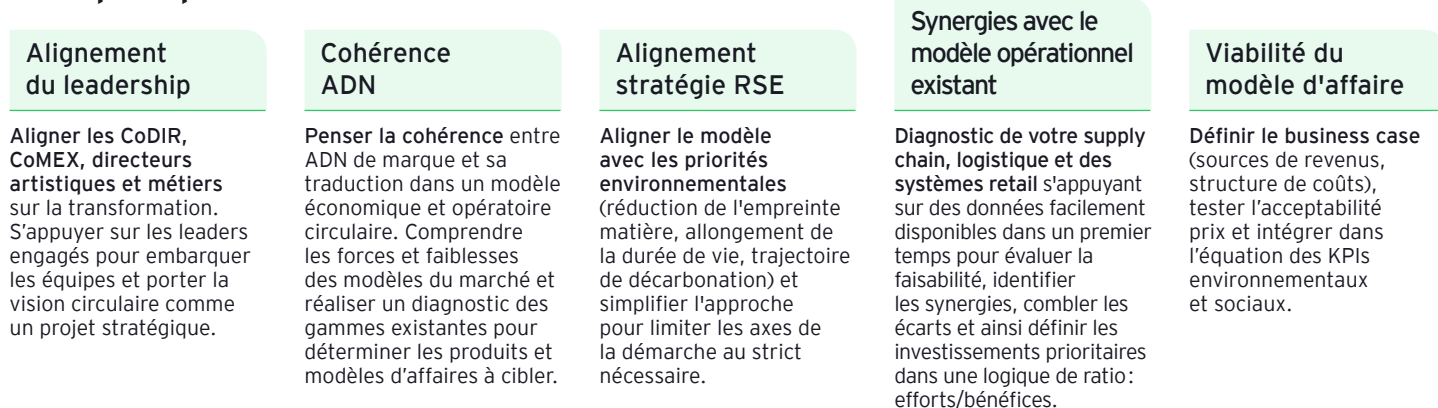 Alignement
du leadership
Aligner les CoDIR,
CoMEX, directeurs
artistiques et métiers
sur la transformation.
S’appuyer sur les leaders
engagés pour embarquer
les équipes et porter la
vision circulaire comme
un projet stratégique.
Cohérence
ADN
Penser la cohérence entre
ADN de marque et sa
traduction dans un modèle
économique et opératoire
circulaire. Comprendre
les forces et faiblesses
des modèles du marché et
réaliser un diagnostic des
gammes existantes pour
déterminer les produits et
modèles d’affaires à cibler.
Alignement
stratégie RSE
Aligner le modèle
avec les priorités
environnementales
(réduction de l'empreinte
matière, allongement de
la durée de vie, trajectoire
de décarbonation) et
simplifier l'approche
pour limiter les axes de
la démarche au strict
nécessaire.
Synergies avec le
modèle opérationnel
existant
Diagnostic de votre supply
chain, logistique et des
systèmes retail s'appuyant
sur des données facilement
disponibles dans un premier
temps pour évaluer la
faisabilité, identifier
les synergies, combler les
écarts et ainsi définir les
investissements prioritaires
dans une logique de ratio :
efforts/bénéfices.
Viabilité du
modèle d'affaire
Définir le business case
(sources de revenus,
structure de coûts),
tester l’acceptabilité
prix et intégrer dans
l’équation des KPIs
environnementaux
et sociaux.